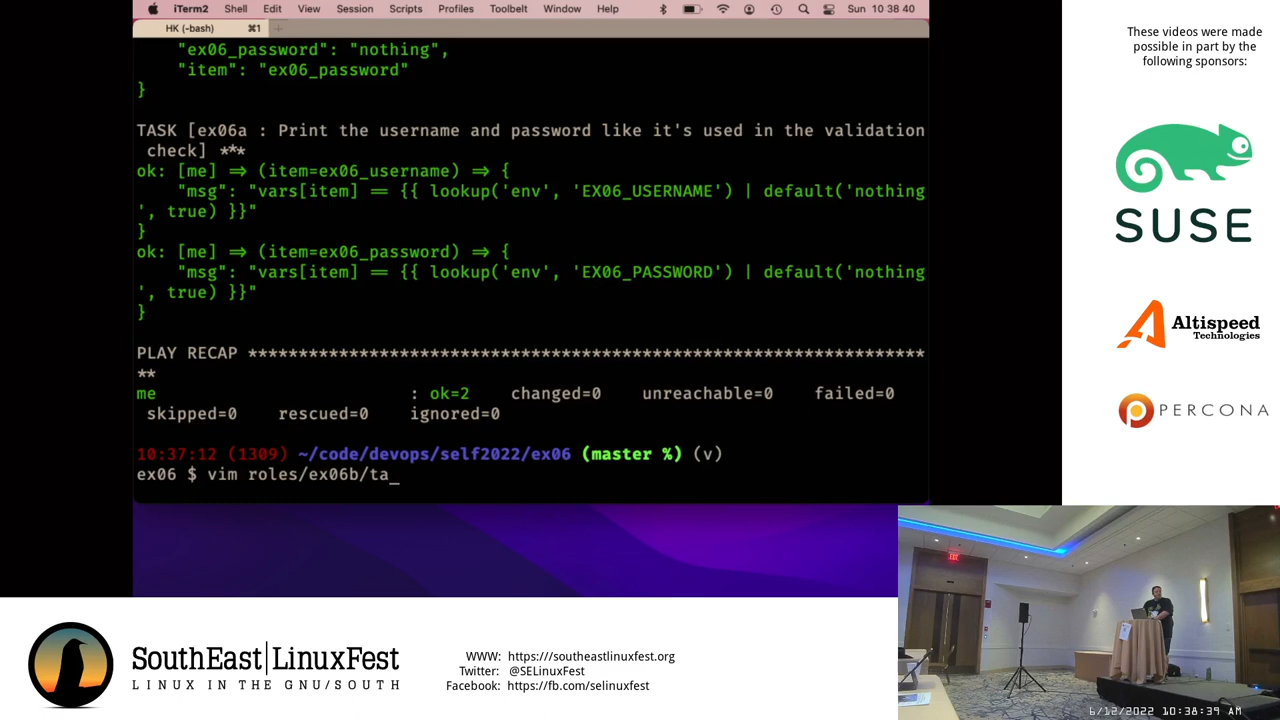 iTerm2 Shell Edit View Session Scripts Profiles Toolbelt Window Help Sun 10 38 40
HK (-bash) ⌘1 +
"ex06_password": "nothing",
"item": "ex06_password"
}
TASK [ex06a : Print the username and password like it's used in the validation
check] ***
ok: [me] => (item=ex06_username) => {
"msg": "vars[item] == {{ lookup('env', 'EX06_USERNAME') | default('nothing
', true) }}"
}
ok: [me] => (item=ex06_password) => {
"msg": "vars[item] == {{ lookup('env', 'EX06_PASSWORD') | default('nothing
', true) }}"
}
PLAY RECAP *******************************************************************
**
me : ok=2 changed=0 unreachable=0 failed=0
skipped=0 rescued=0 ignored=0
10:37:12 (1309) ~/code/devops/self2022/ex06 (master %) (v)
ex06 $ vim roles/ex06b/ta_
These videos were made
possible in part by the
following sponsors:
SUSE
Altispeed
Technologies
PERCONA
SouthEast LinuxFest
LINUX IN THE GNU/SOUTH
WWW: https:///southeastlinuxfest.org
Twitter: @SELinuxFest
Facebook: https://fb.com/selinuxfest
6/12/2022 10:38:39 AM